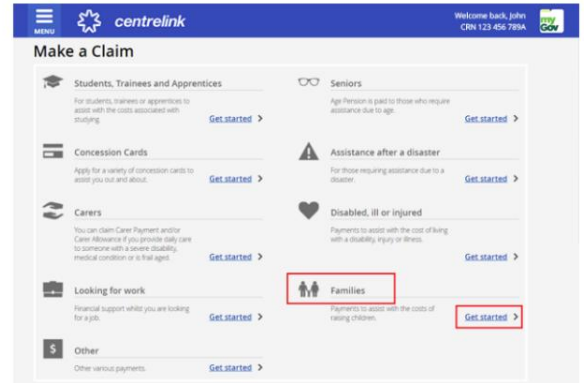 MENU
centrelink
Welcome back, John
CRN 123 456 789A
my
Gov
Make a Claim
Students, Trainees and Apprentices
For students, trainees or apprentices to
assist with the costs associated with
studying.
Get started >
Seniors
Age Pension is paid to those who require
assistance due to age.
Get started >
Concession Cards
Apply for a variety of concession cards to
assist you out and about.
Get started >
Assistance after a disaster
For those requiring assistance due to a
disaster.
Get started >
Carers
You can claim Carer Payment and/or
Carer Allowance if you provide daily care
to someone with a severe disability,
medical condition or is frail aged.
Get started >
Disabled, ill or injured
Payments to assist with the cost of living
with a disability, injury or illness.
Get started >
Looking for work
Financial support whilst you are looking
for a job.
Get started >
Families
Payments to assist with the costs of
raising children.
Get started >
$
Other
Other various payments.
Get started >